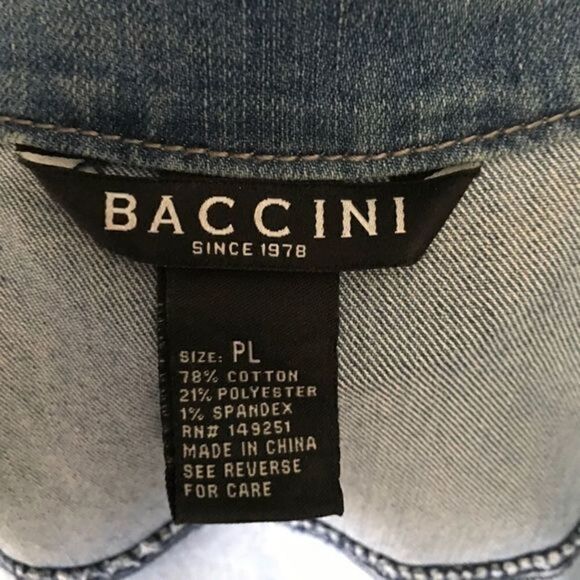 BACCINI
SINCE 1978
SIZE: PL
78% COTTON
21% POLYESTER
1% SPANDEX
RN# 149251
MADE IN CHINA
SEE REVERSE
FOR CARE